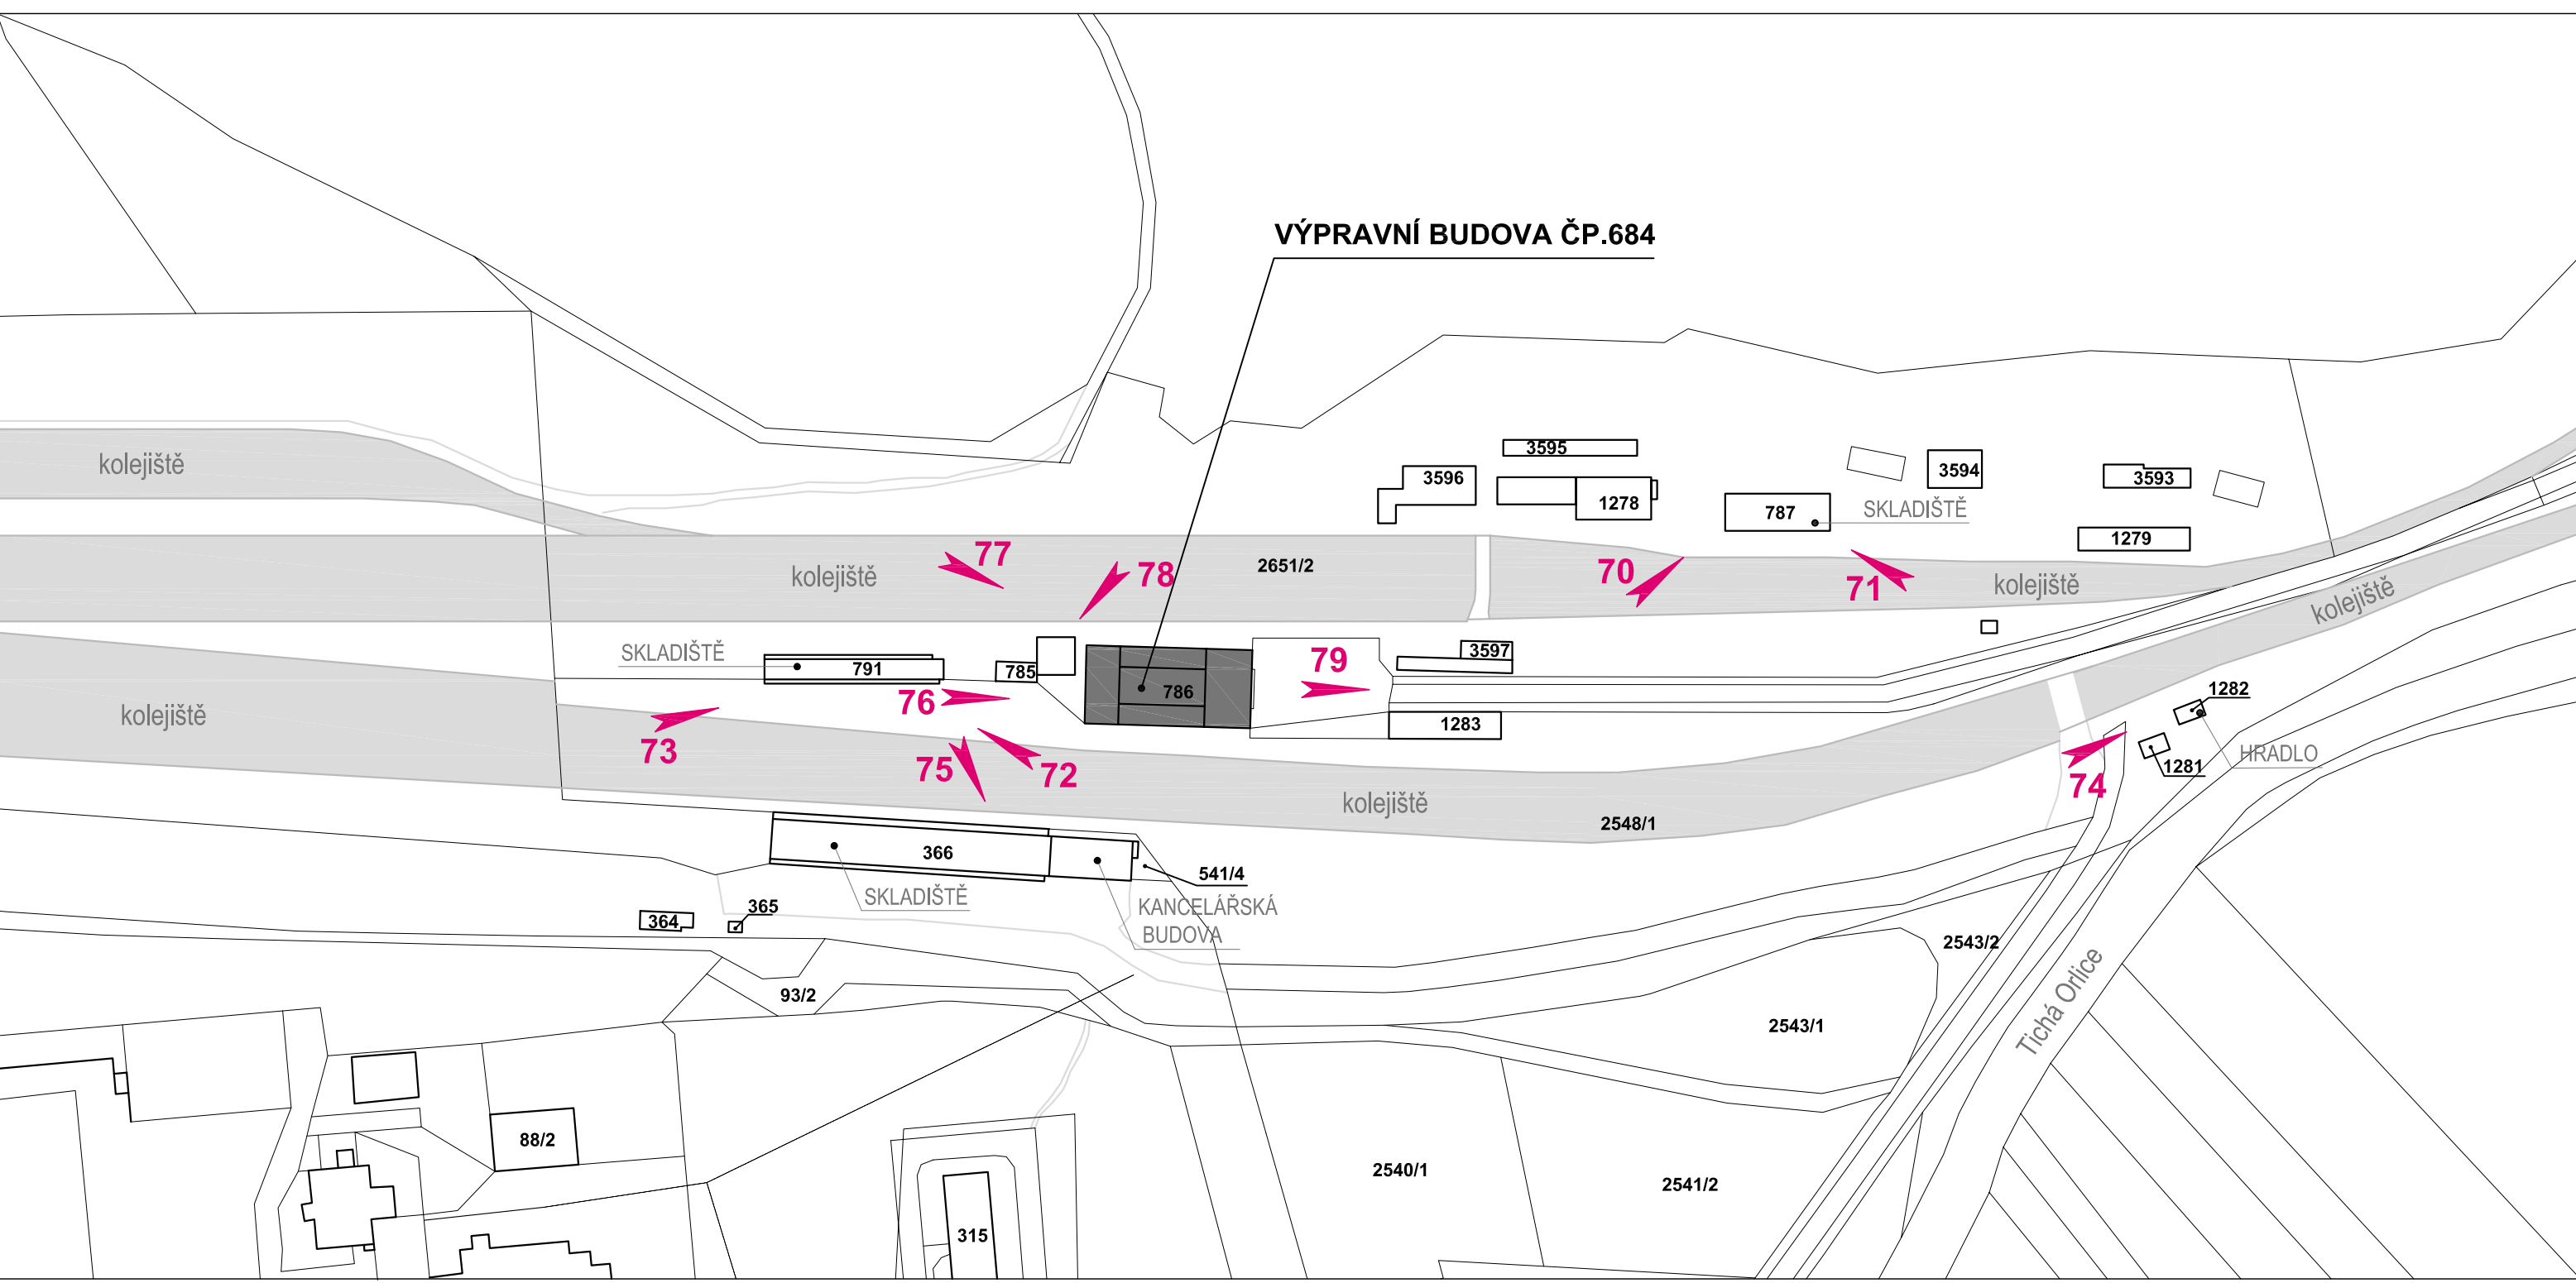 VÝPRAVNÍ BUDOVA ČP.684
kolejiště
3595
3596
3594
3593
1278
787
SKLADIŠTĚ
1279
77
78
2651/2
70
71
kolejiště
kolejiště
kolejiště
SKLADIŠTĚ
791
785
786
79
3597
76
73
75
72
1283
1282
1281
HRADLO
74
kolejiště
kolejiště
2548/1
366
541/4
SKLADIŠTĚ
KANCELÁŘSKÁ
BUDOVA
364
365
93/2
2543/2
2543/1
Tichá Orlice
88/2
2540/1
2541/2
315